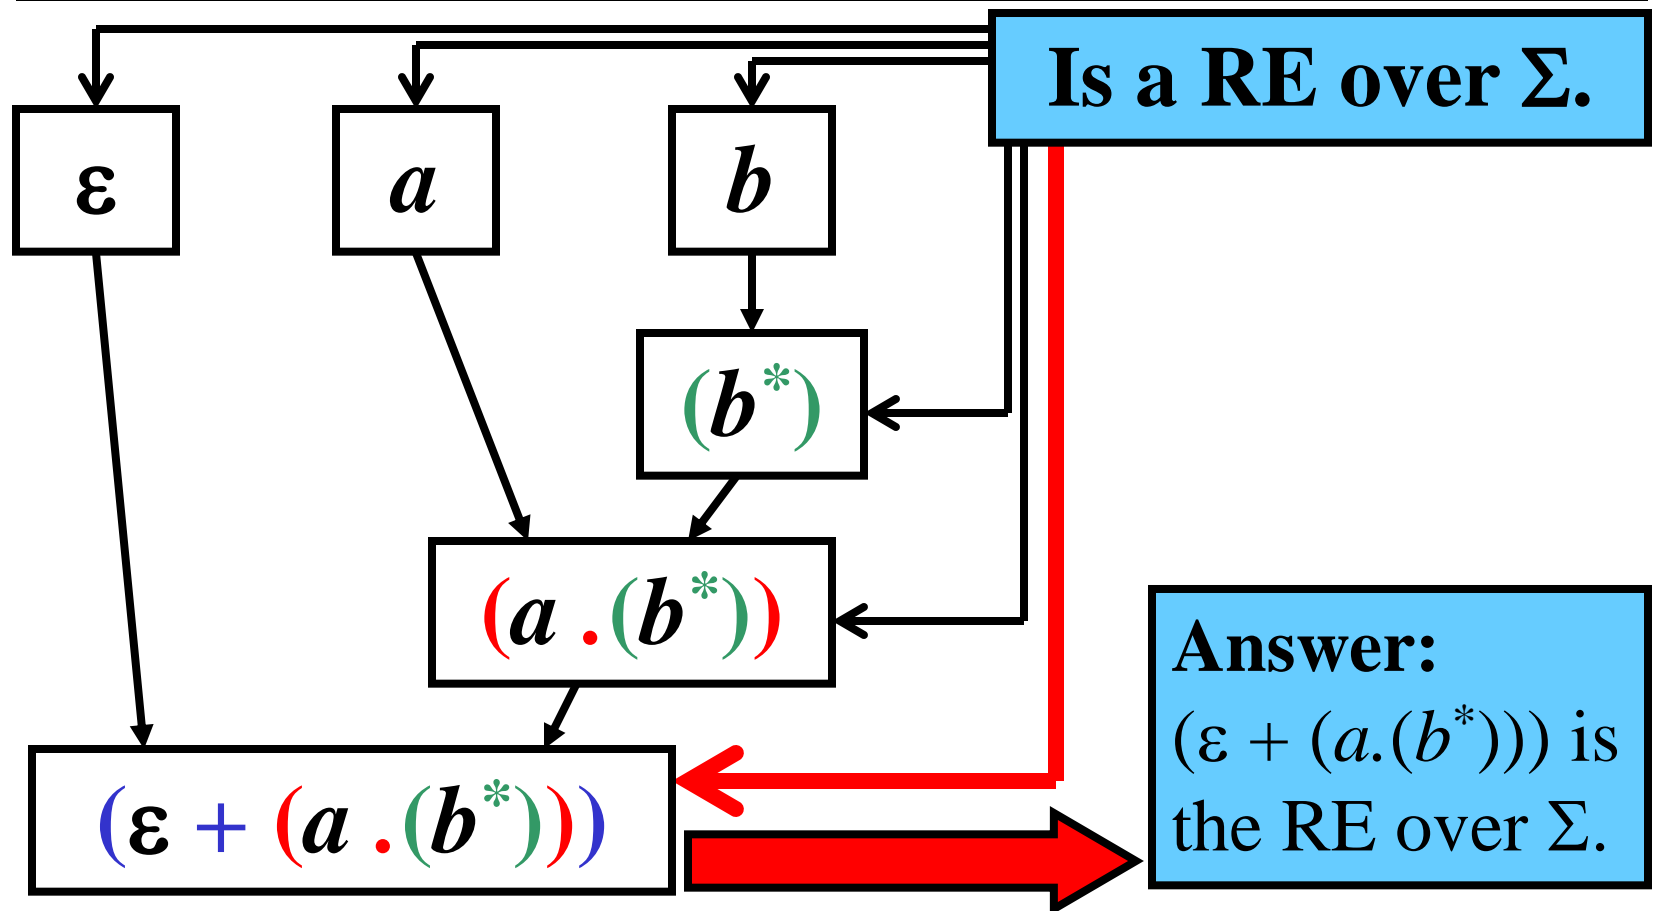 Is a RE over Σ.
ε
a
b
(b*)
(a .(b*))
(ε + (a .(b*)))
Answer:
(ε + (a.(b*))) is
the RE over Σ.